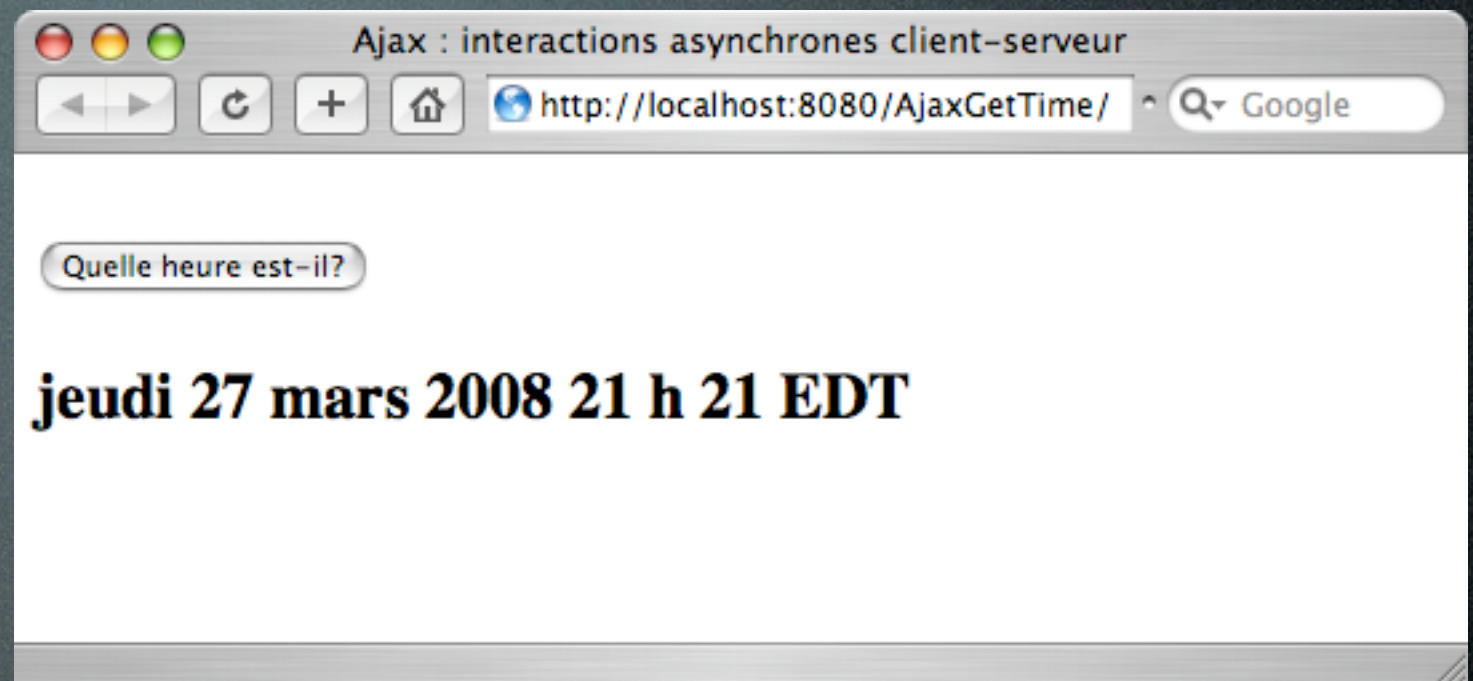 Ajax : interactions asynchrones client-serveur
http://localhost:8080/AjaxGetTime/ Google
Quelle heure est-il?
jeudi 27 mars 2008 21 h 21 EDT